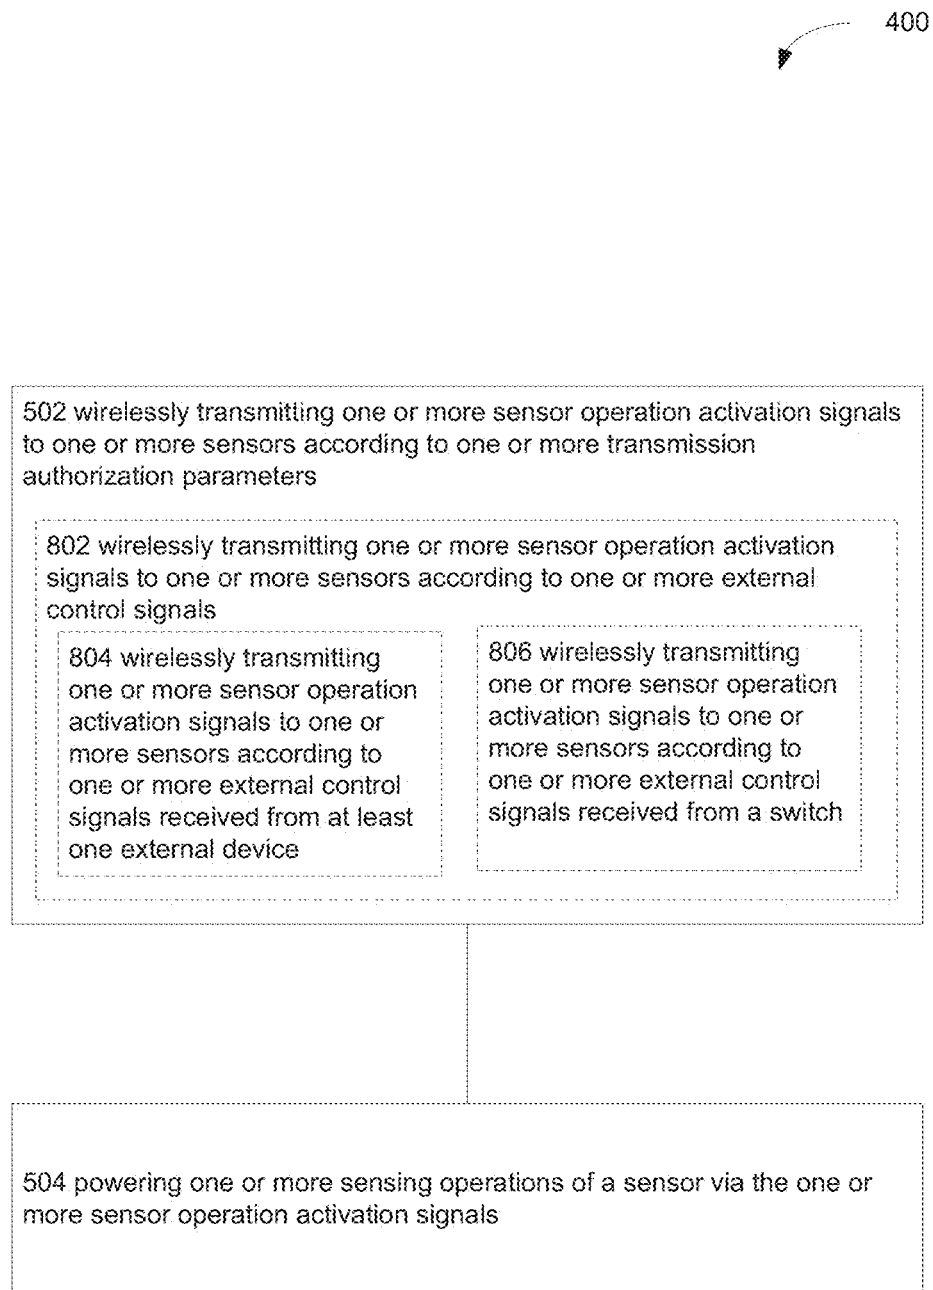 400
502 wirelessly transmitting one or more sensor operation activation signals
to one or more sensors according to one or more transmission
authorization parameters
802 wirelessly transmitting one or more sensor operation activation
signals to one or more sensors according to one or more external
control signals
804 wirelessly transmitting
one or more sensor operation
activation signals to one or
more sensors according to
one or more external control
signals received from at least
one external device
806 wirelessly transmitting
one or more sensor operation
activation signals to one or
more sensors according to
one or more external control
signals received from a switch
504 powering one or more sensing operations of a sensor via the one or
more sensor operation activation signals